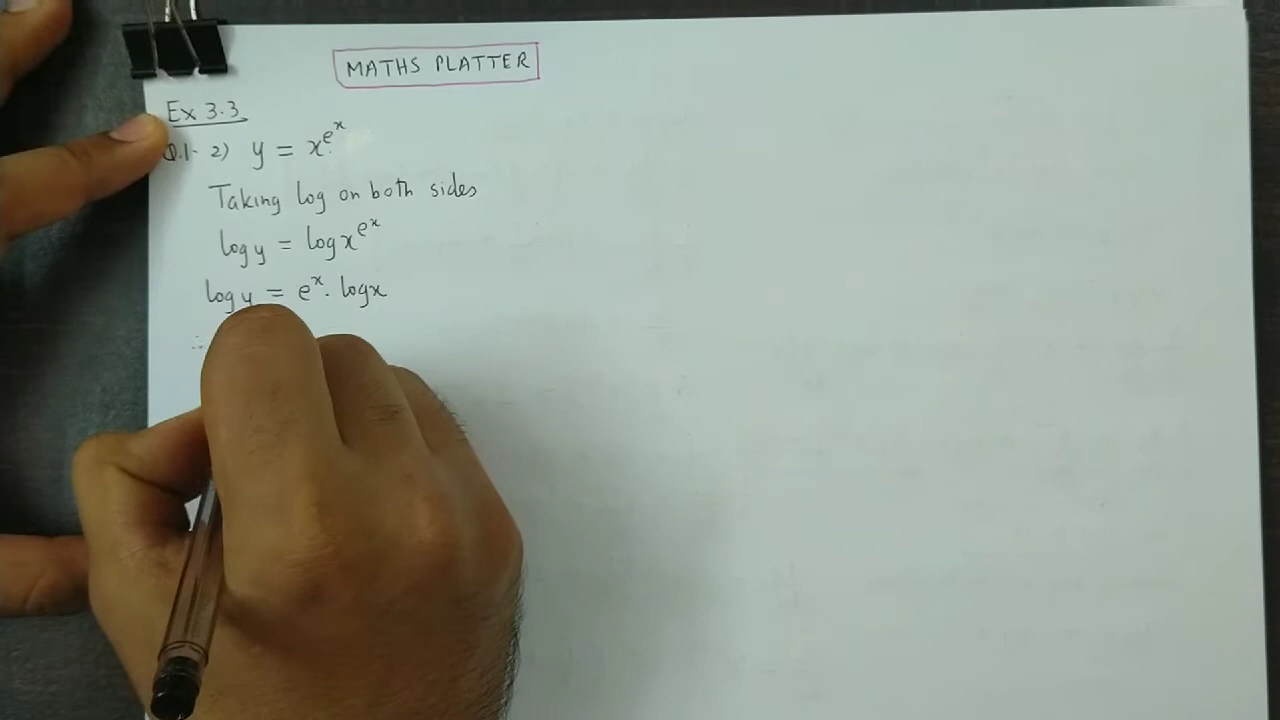 MATHS PLATTER
Ex 3.3
Q.1- 2) y = x^e^x
Taking log on both sides
log y = log x^e^x
log y = e^x . log x
∴